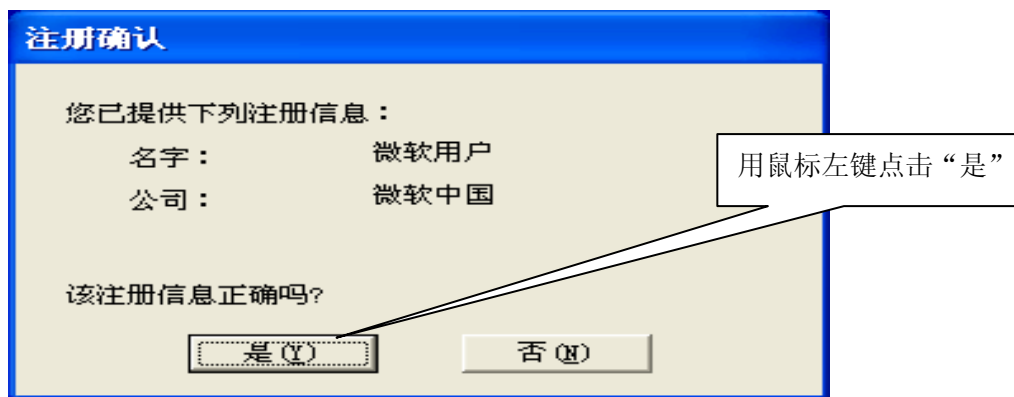 注册确认
您已提供下列注册信息：
名字： 微软用户
公司： 微软中国
用鼠标左键点击“是”
该注册信息正确吗?
是(Y) 否(N)